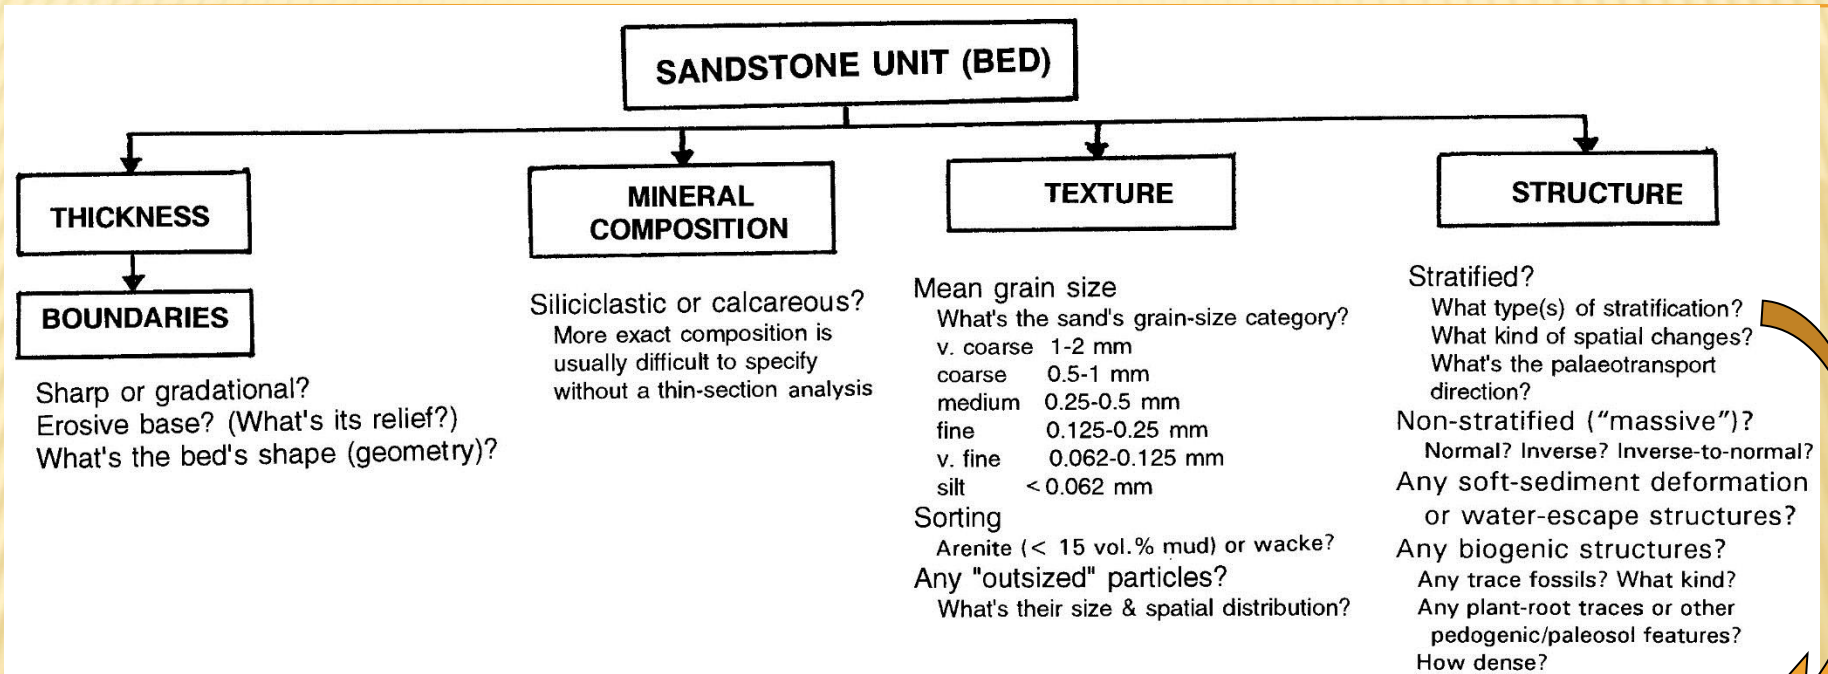 SANDSTONE UNIT (BED)
THICKNESS
BOUNDARIES
Sharp or gradational?
Erosive base? (What's its relief?)
What's the bed's shape (geometry)?
MINERAL
COMPOSITION
Siliciclastic or calcareous?
More exact composition is
usually difficult to specify
without a thin-section analysis
TEXTURE
Mean grain size
What's the sand's grain-size category?
v. coarse 1-2 mm
coarse 0.5-1 mm
medium 0.25-0.5 mm
fine 0.125-0.25 mm
v. fine 0.062-0.125 mm
silt < 0.062 mm
Sorting
Arenite (< 15 vol.% mud) or wacke?
Any "outsized" particles?
What's their size & spatial distribution?
STRUCTURE
Stratified?
What type(s) of stratification?
What kind of spatial changes?
What's the palaeotransport
direction?
Non-stratified ("massive")?
Normal? Inverse? Inverse-to-normal?
Any soft-sediment deformation
or water-escape structures?
Any biogenic structures?
Any trace fossils? What kind?
Any plant-root traces or other
pedogenic/paleosol features?
How dense?